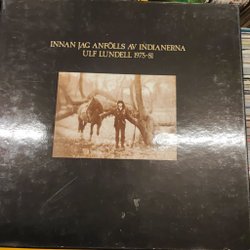 INNAN JAG ANFÖLLS AV INDIANERNA
ULF LUNDELL 1975-81